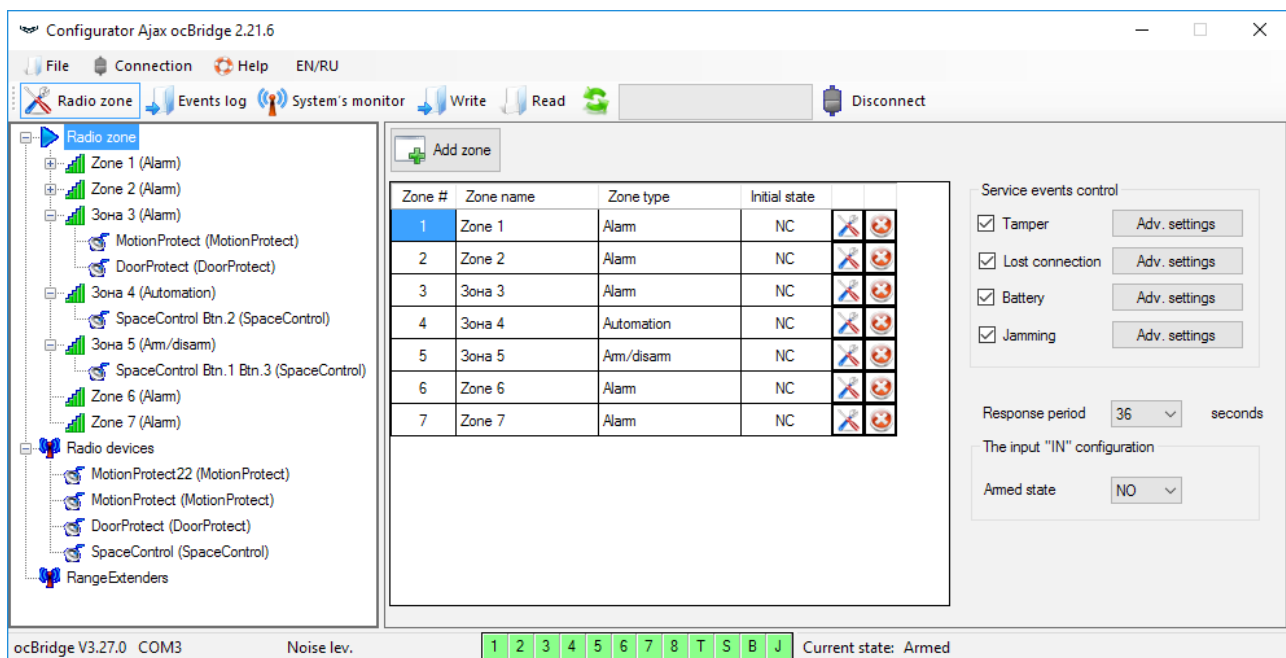 Configurator Ajax ocBridge 2.21.6
File Connection Help EN/RU
Radio zone Events log System's monitor Write Read Disconnect
Radio zone
Zone 1 (Alarm)
Zone 2 (Alarm)
Зона 3 (Alarm)
MotionProtect (MotionProtect)
DoorProtect (DoorProtect)
Зона 4 (Automation)
SpaceControl Btn.2 (SpaceControl)
Зона 5 (Arm/disarm)
SpaceControl Btn.1 Btn.3 (SpaceControl)
Zone 6 (Alarm)
Zone 7 (Alarm)
Radio devices
MotionProtect22 (MotionProtect)
MotionProtect (MotionProtect)
DoorProtect (DoorProtect)
SpaceControl (SpaceControl)
RangeExtenders
Add zone
Zone # Zone name Zone type Initial state
1 Zone 1 Alarm NC
2 Zone 2 Alarm NC
3 Зона 3 Alarm NC
4 Зона 4 Automation NC
5 Зона 5 Arm/disarm NC
6 Zone 6 Alarm NC
7 Zone 7 Alarm NC
Service events control
Tamper Adv. settings
Lost connection Adv. settings
Battery Adv. settings
Jamming Adv. settings
Response period 36 seconds
The input "IN" configuration
Armed state NO
ocBridge V3.27.0 COM3 Noise lev. 1 2 3 4 5 6 7 8 T S B J Current state: Armed